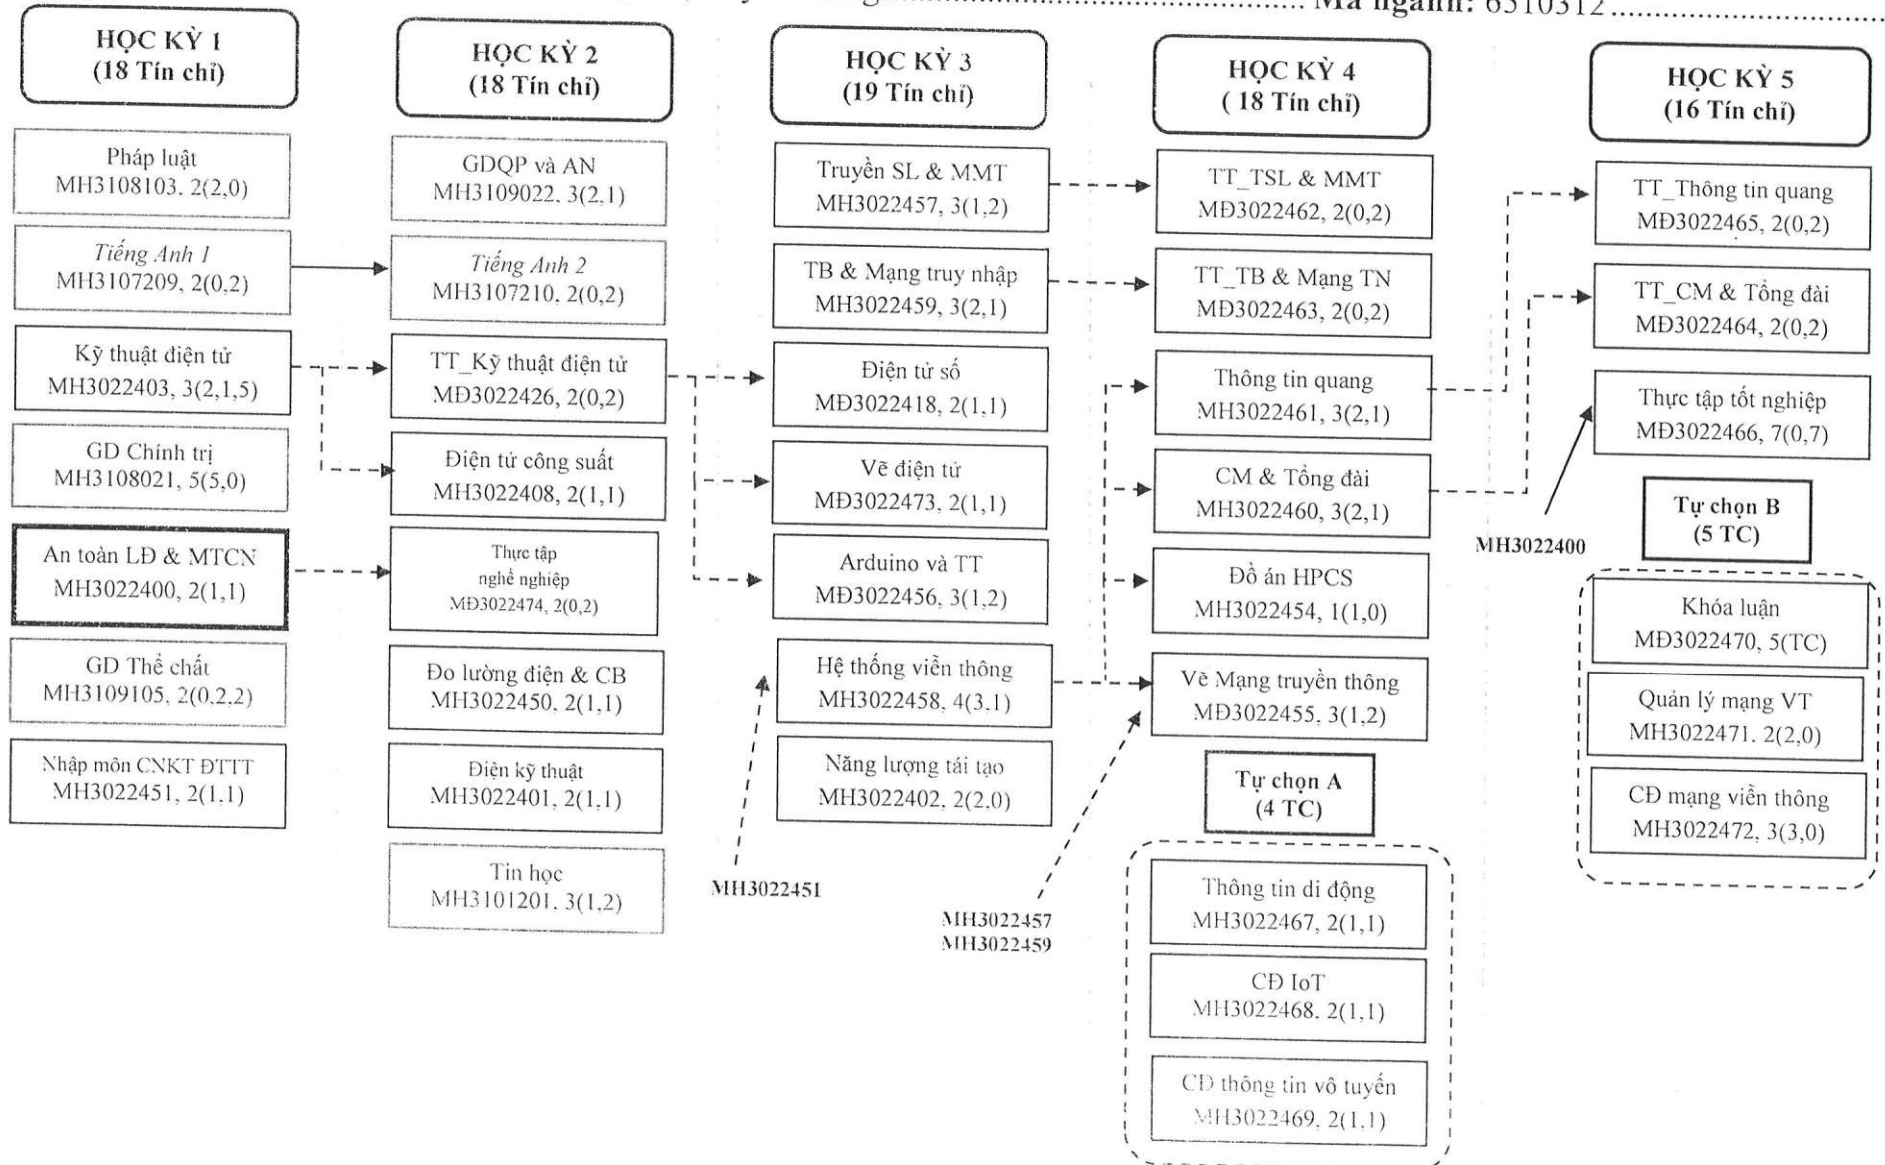 Mã ngành: 6510312
HỌC KỲ 1
(18 Tín chỉ)
Pháp luật
MH3108103. 2(2,0)
Tiếng Anh 1
MH3107209, 2(0,2)
Kỹ thuật điện tử
MH3022403, 3(2,1,5)
GD Chính trị
MH3108021, 5(5,0)
An toàn LĐ & MTCN
MH3022400, 2(1,1)
GD Thể chất
MH3109105, 2(0,2,2)
Nhập môn CNKT ĐTTT
MH3022451, 2(1,1)
HỌC KỲ 2
(18 Tín chỉ)
GDQP và AN
MH3109022, 3(2,1)
Tiếng Anh 2
MH3107210, 2(0,2)
TT_Kỹ thuật điện tử
MĐ3022426, 2(0,2)
Điện tử công suất
MH3022408, 2(1,1)
Thực tập
nghề nghiệp
MĐ3022474, 2(0,2)
Đo lường điện & CB
MH3022450, 2(1,1)
Điện kỹ thuật
MH3022401, 2(1,1)
Tin học
MH3101201, 3(1,2)
HỌC KỲ 3
(19 Tín chỉ)
Truyền SL & MMT
MH3022457, 3(1,2)
TB & Mạng truy nhập
MH3022459, 3(2,1)
Điện tử số
MĐ3022418, 2(1,1)
Vẽ điện tử
MĐ3022473, 2(1,1)
Arduino và TT
MĐ3022456, 3(1,2)
Hệ thống viễn thông
MH3022458, 4(3,1)
Năng lượng tái tạo
MH3022402, 2(2,0)
MH3022451
MH3022457
MH3022459
HỌC KỲ 4
( 18 Tín chỉ)
TT_TSL & MMT
MĐ3022462, 2(0,2)
TT_TB & Mạng TN
MĐ3022463, 2(0,2)
Thông tin quang
MH3022461, 3(2,1)
CM & Tổng đài
MH3022460, 3(2,1)
Đồ án HPCS
MH3022454, 1(1,0)
Vẽ Mạng truyền thông
MĐ3022455, 3(1,2)
Tự chọn A
(4 TC)
Thông tin di động
MH3022467, 2(1,1)
CĐ IoT
MH3022468. 2(1,1)
CĐ thông tin vô tuyến
MH3022469, 2(1,1)
HỌC KỲ 5
(16 Tín chỉ)
TT_Thông tin quang
MĐ3022465, 2(0,2)
TT_CM & Tổng đài
MĐ3022464, 2(0,2)
Thực tập tốt nghiệp
MĐ3022466, 7(0,7)
MH3022400
Tự chọn B
(5 TC)
Khóa luận
MĐ3022470, 5(TC)
Quản lý mạng VT
MH3022471. 2(2,0)
CĐ mạng viễn thông
MH3022472, 3(3,0)